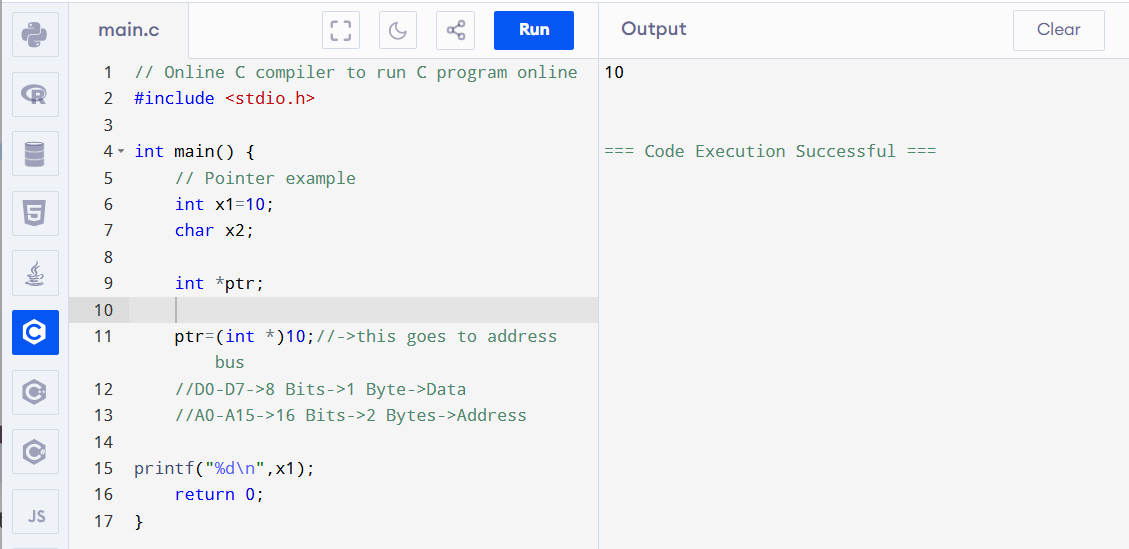 main.c
Run
Output
Clear
1 // Online C compiler to run C program online
2 #include <stdio.h>
3
4 int main() {
5 // Pointer example
6 int x1=10;
7 char x2;
8
9 int *ptr;
10
11 ptr=(int *)10;//->this goes to address
bus
12 //D0-D7->8 Bits->1 Byte->Data
13 //A0-A15->16 Bits->2 Bytes->Address
14
15 printf("%d\n",x1);
16 return 0;
17 }
10
=== Code Execution Successful ===
R
5
C
C
C
JS